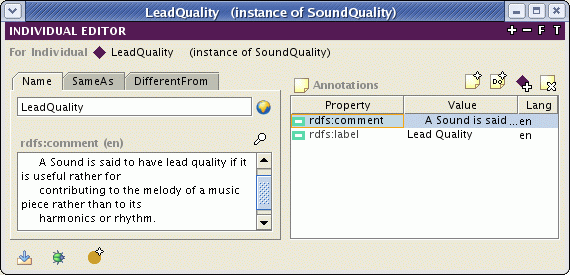 LeadQuality (instance of SoundQuality)
INDIVIDUAL EDITOR
+ - F T
For Individual LeadQuality (instance of SoundQuality)
Name SameAs DifferentFrom
LeadQuality
rdfs:comment (en)
A Sound is said to have lead quality if it
is useful rather for
contributing to the melody of a music
piece rather than to its
harmonics or rhythm.
Annotations
Property Value Lang
rdfs:comment A Sound is said ... en
rdfs:label Lead Quality en